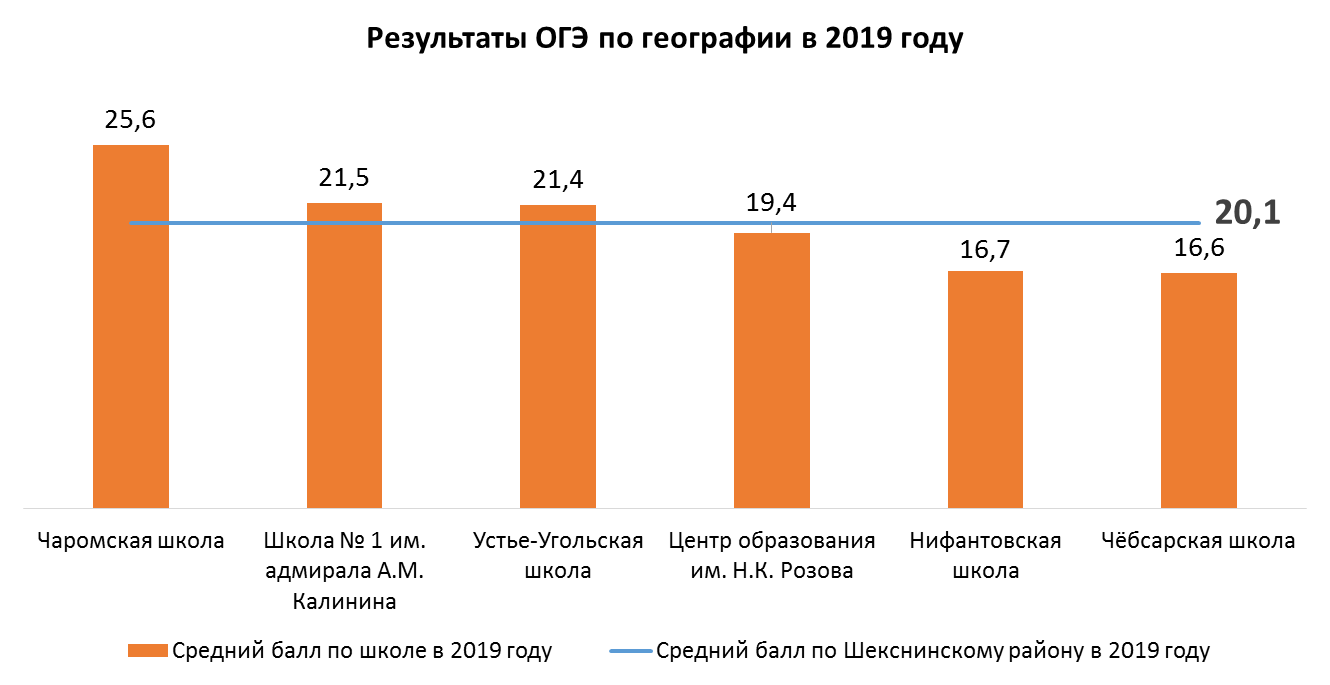 Результаты ОГЭ по географии в 2019 году
25,6
21,5
21,4
19,4
16,7
16,6
20,1
Чаромская школа
Школа № 1 им.
адмирала А.М.
Калинина
Устье-Угольская
школа
Центр образования
им. Н.К. Розова
Нифантовская
школа
Чёбсарская школа
Средний балл по школе в 2019 году
Средний балл по Шекснинскому району в 2019 году